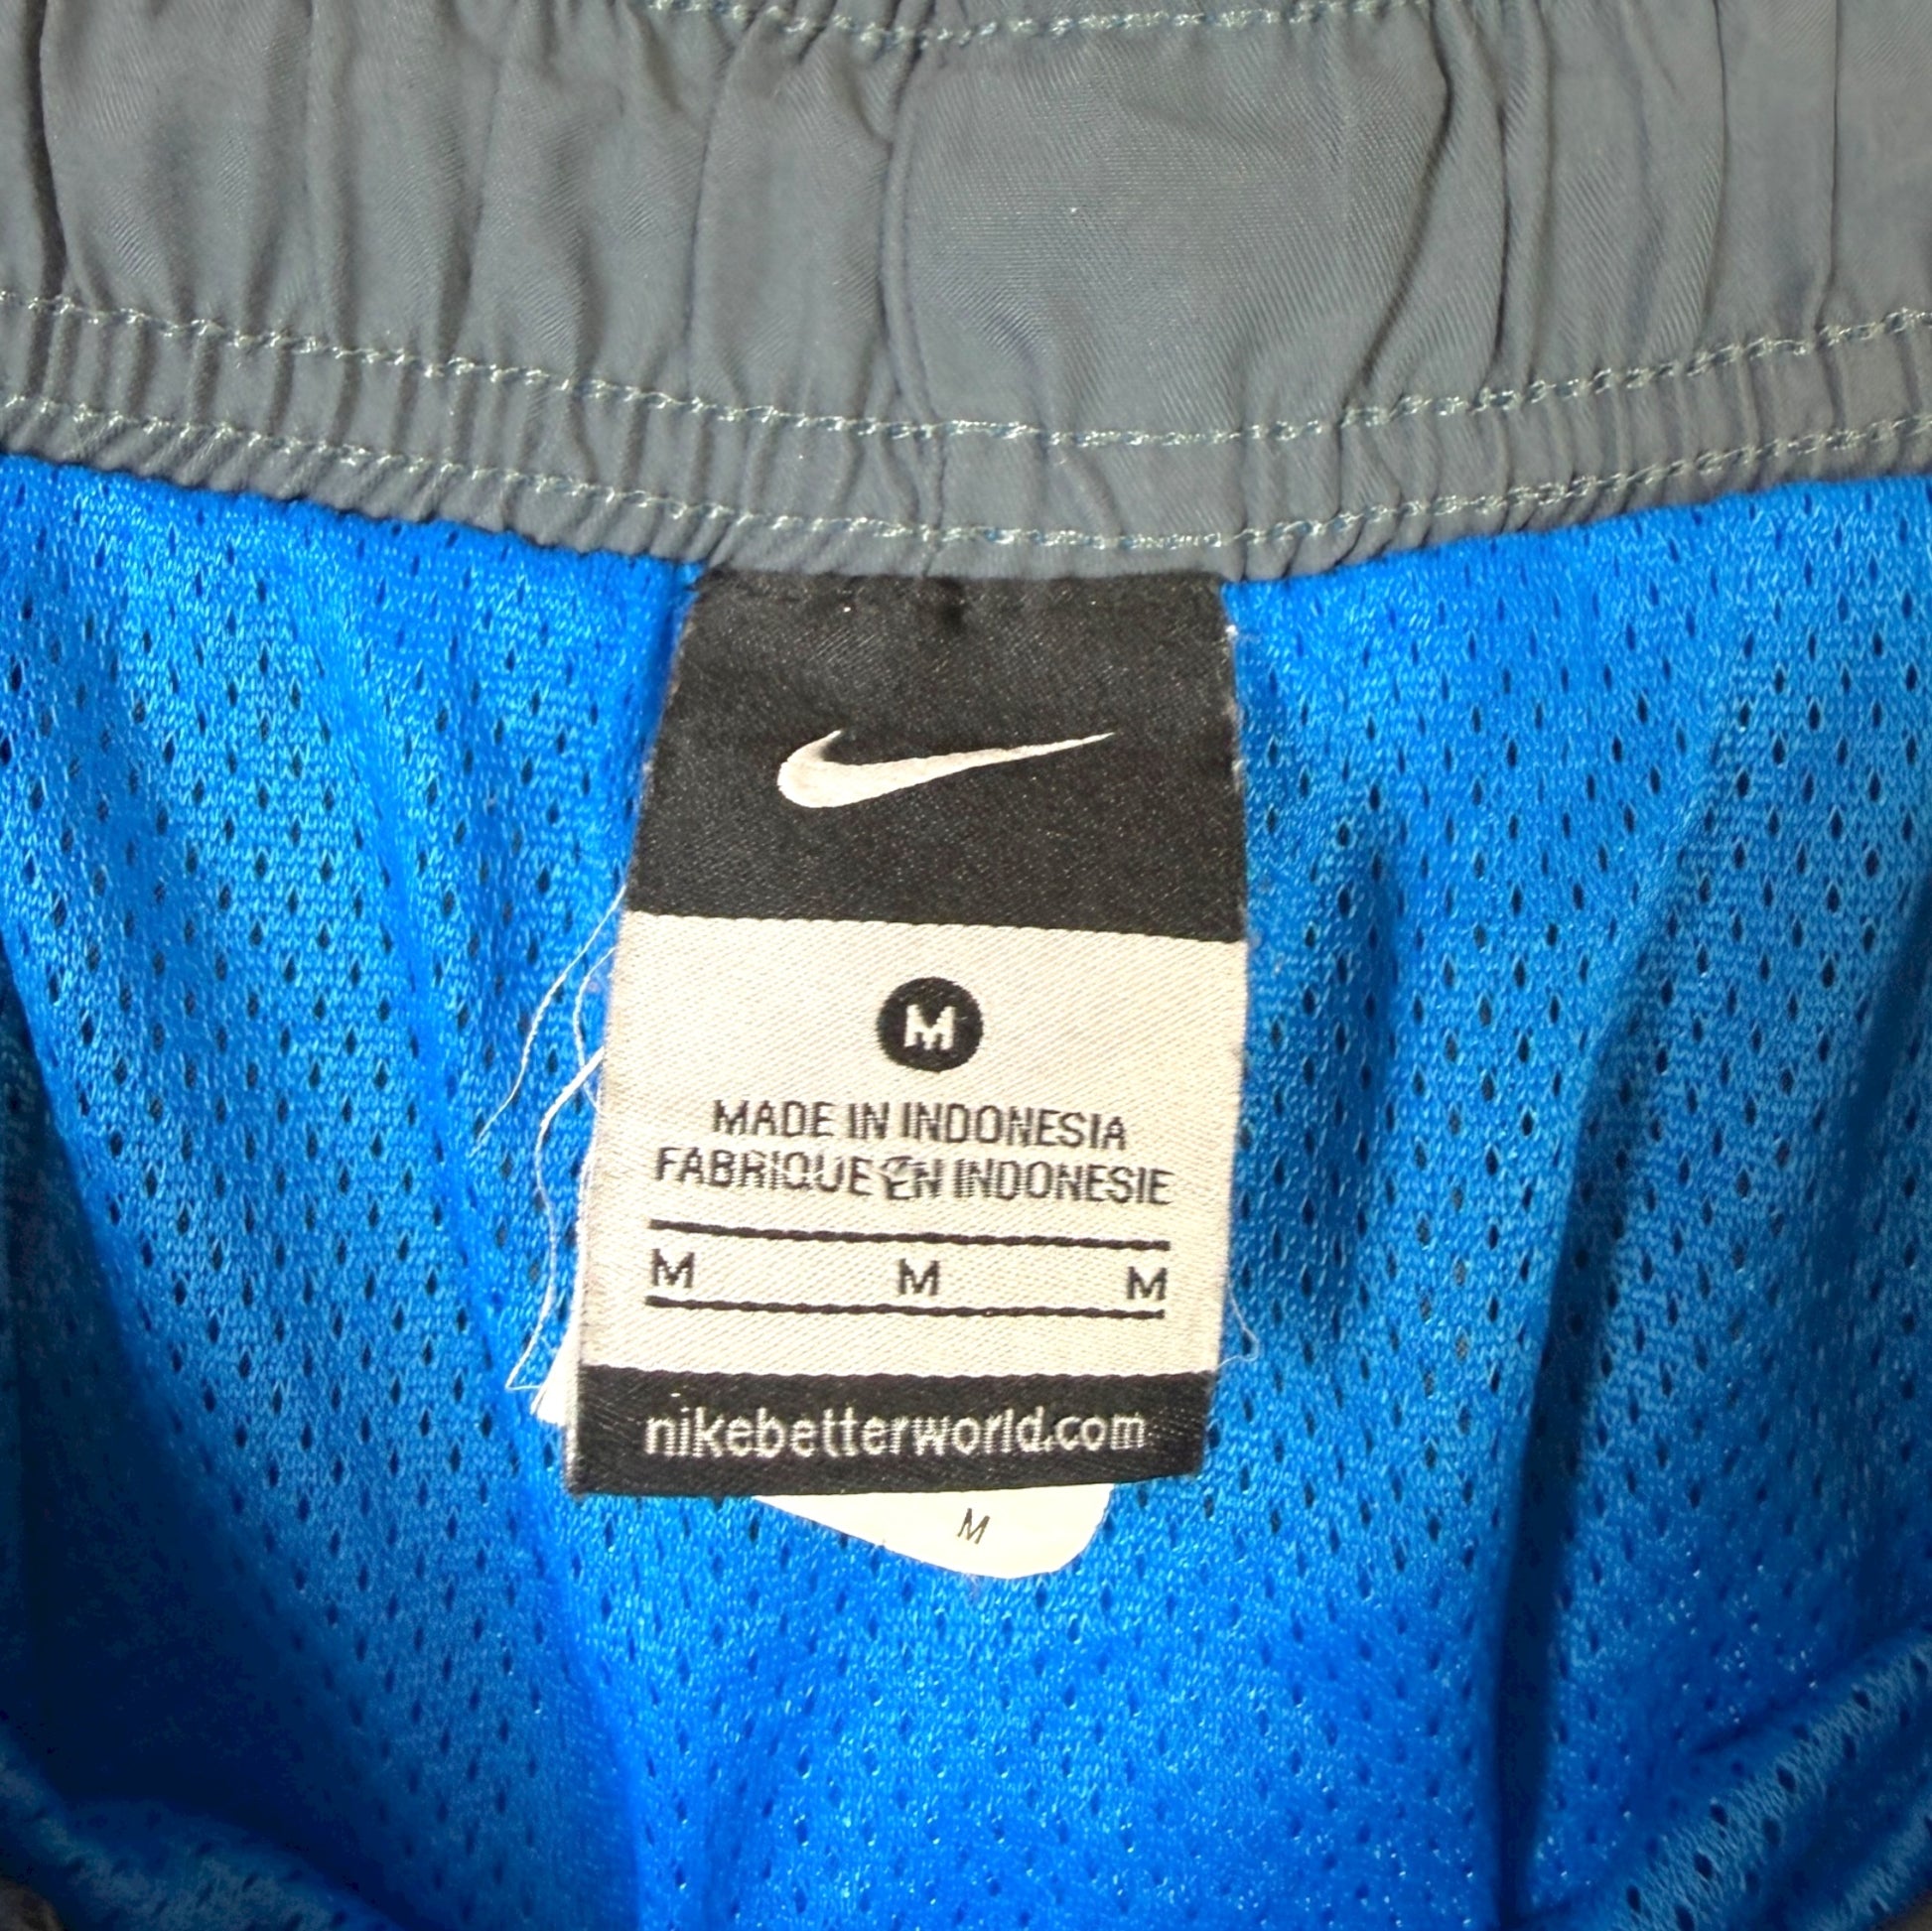 M
MADE IN INDONESIA
FABRIQUE EN INDONESIE
M M M
nikebetterworld.com
M